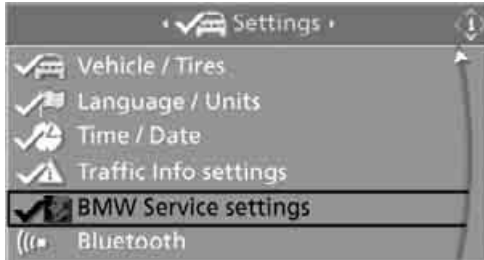 Settings
Vehicle / Tires
Language / Units
Time / Date
Traffic Info settings
BMW Service settings
Bluetooth